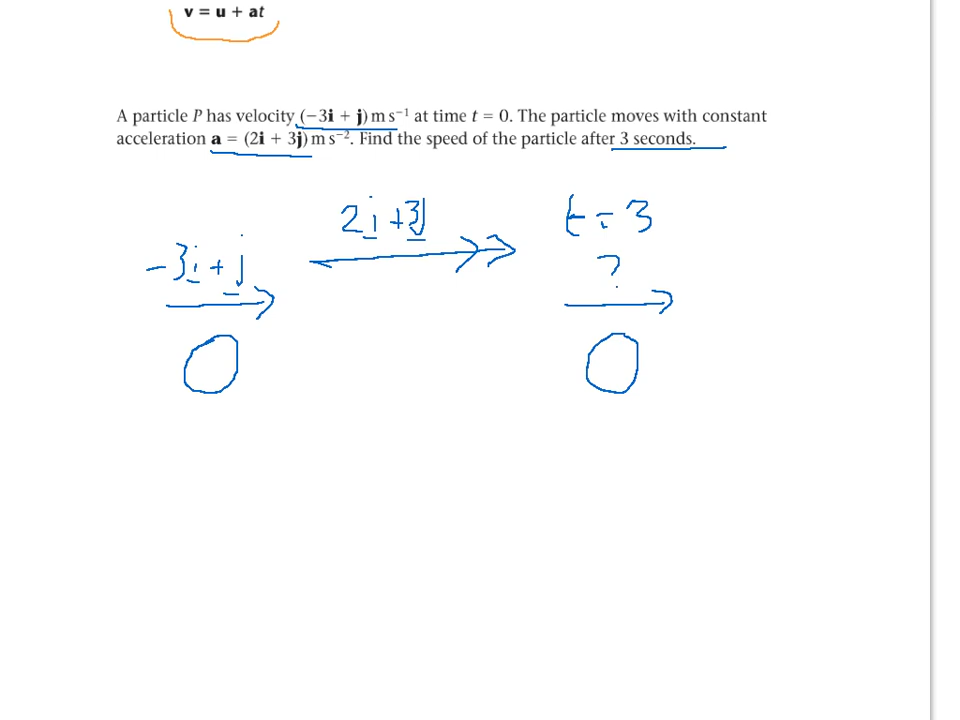 v = u + at
A particle P has velocity (−3i + j) m s⁻¹ at time t = 0. The particle moves with constant
acceleration a = (2i + 3j) m s⁻². Find the speed of the particle after 3 seconds.
2i + 3j
t = 3
-3i + j
?